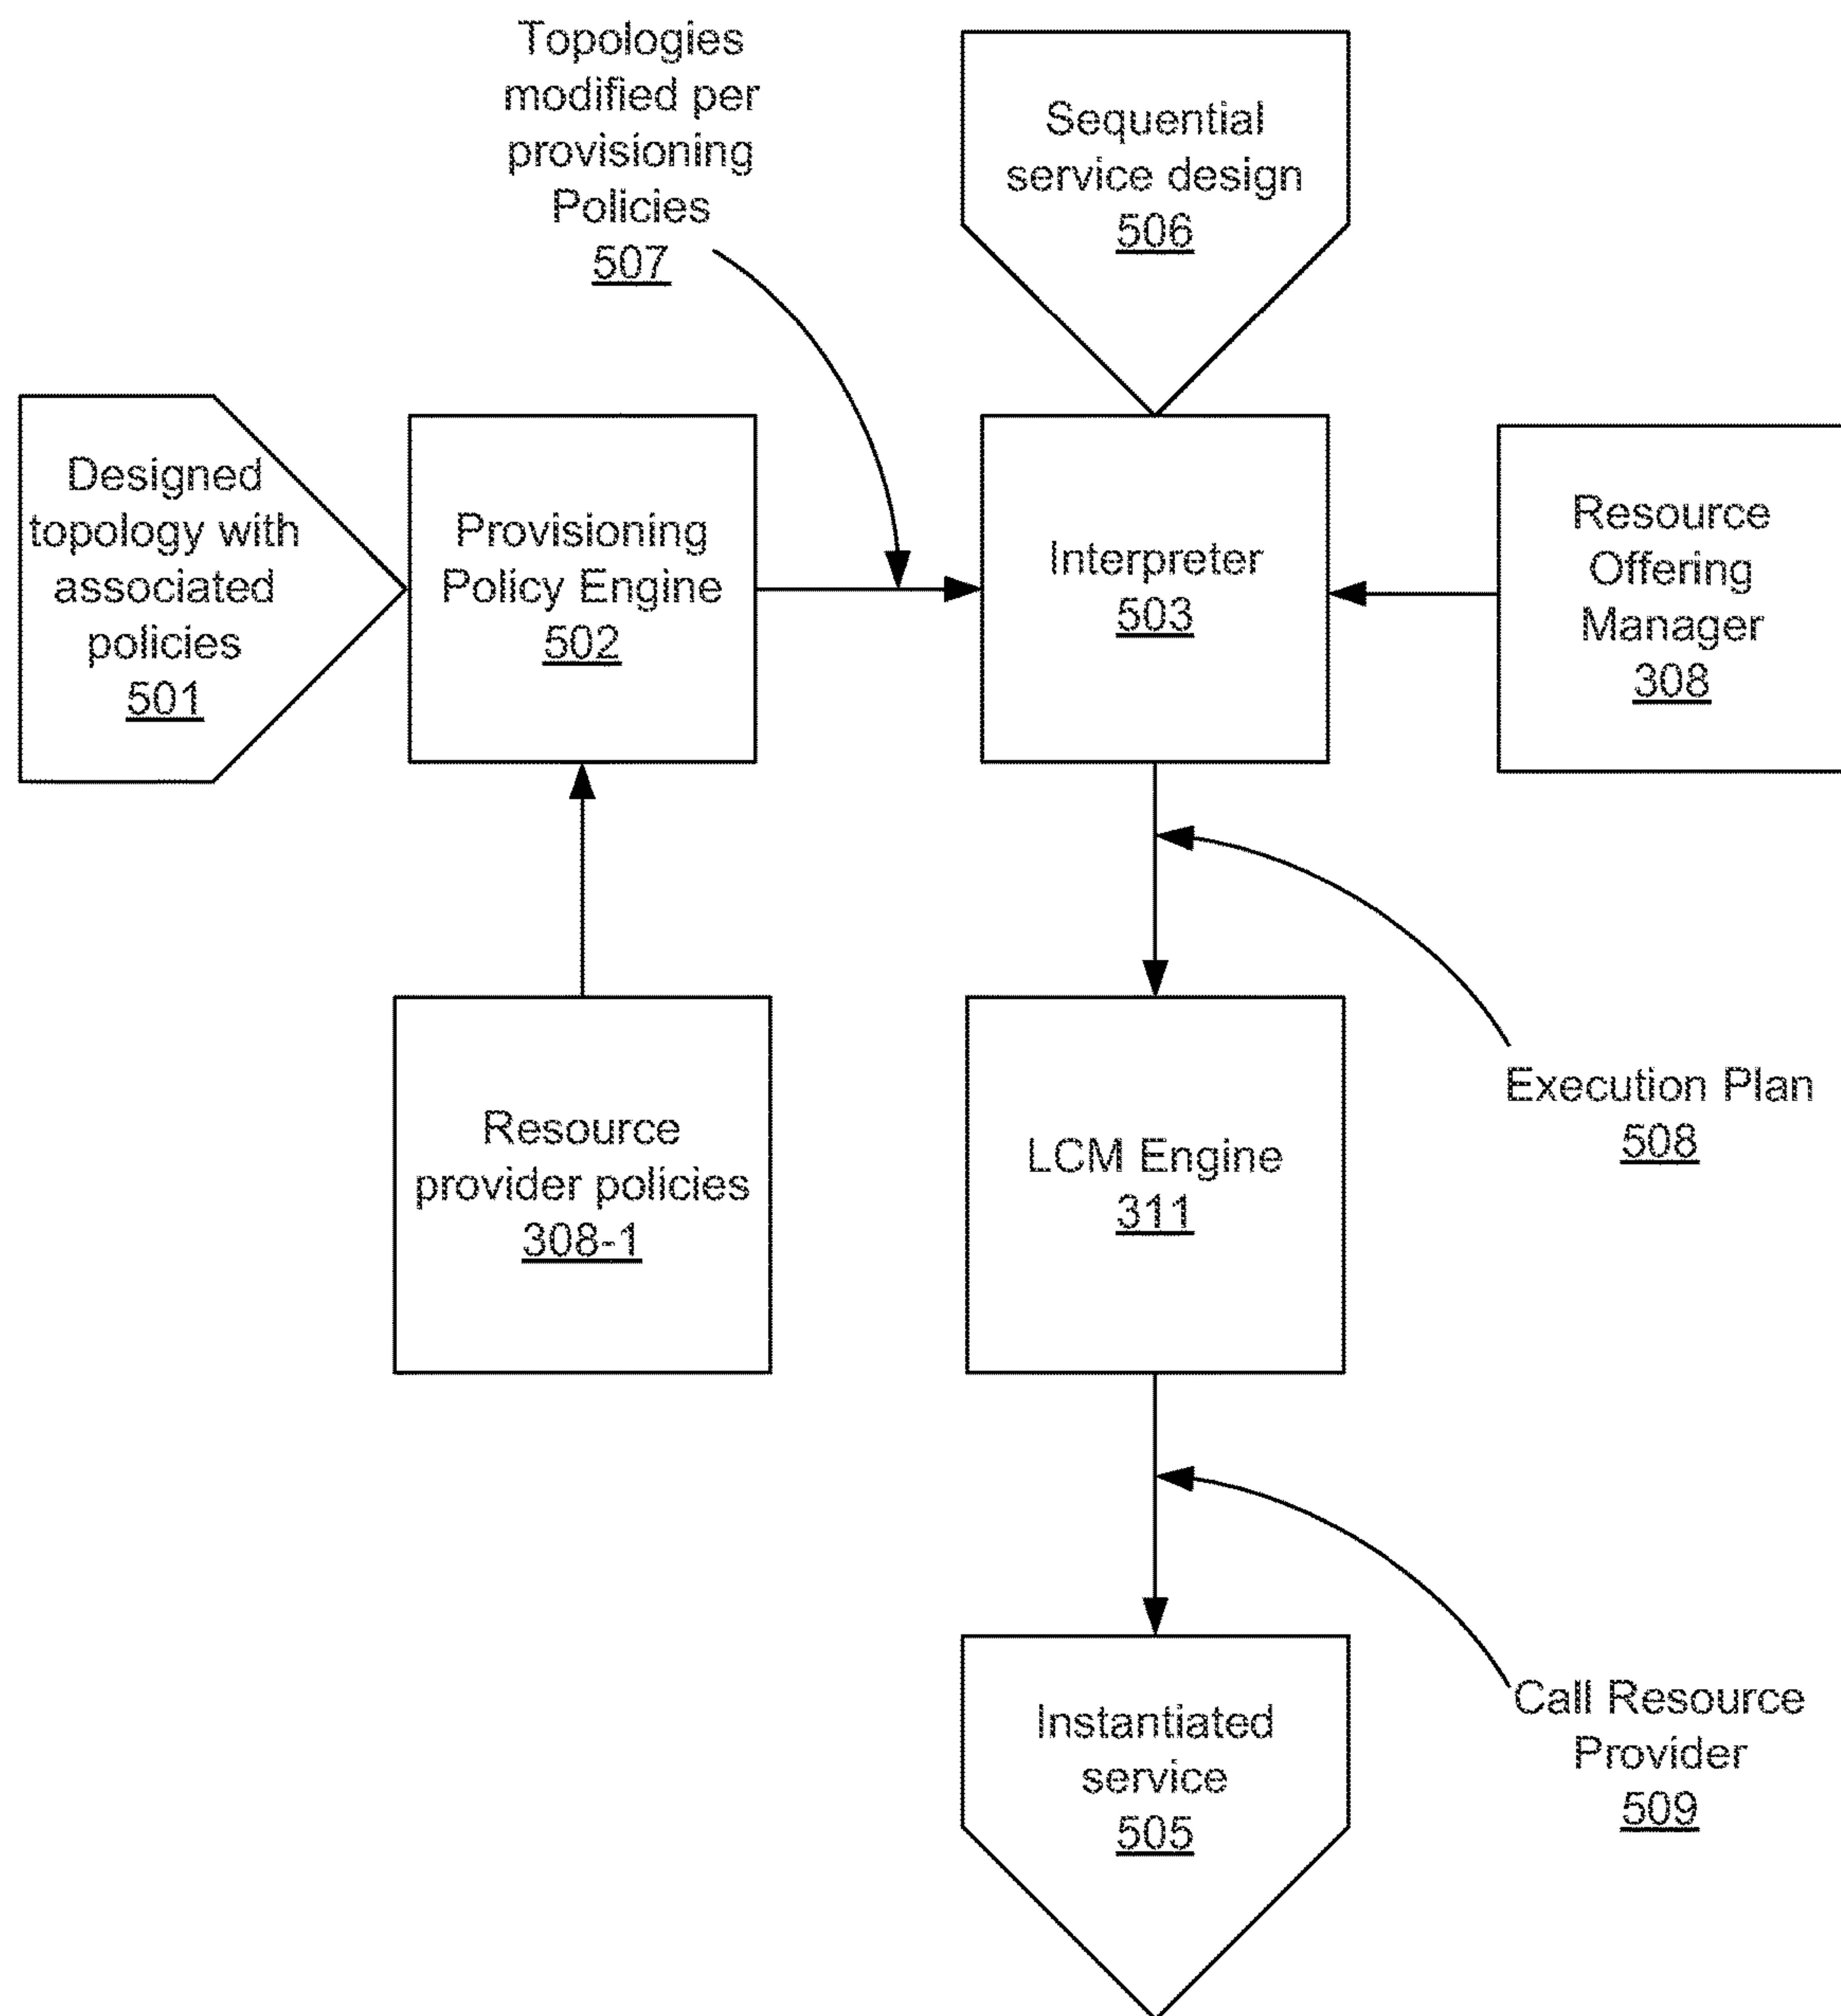 Topologies
modified per
provisioning
Policies
507
Sequential
service design
506
Designed
topology with
associated
policies
501
Provisioning
Policy Engine
502
Interpreter
503
Resource
Offering
Manager
308
Resource
provider policies
308-1
LCM Engine
311
Execution Plan
508
Instantiated
service
505
Call Resource
Provider
509